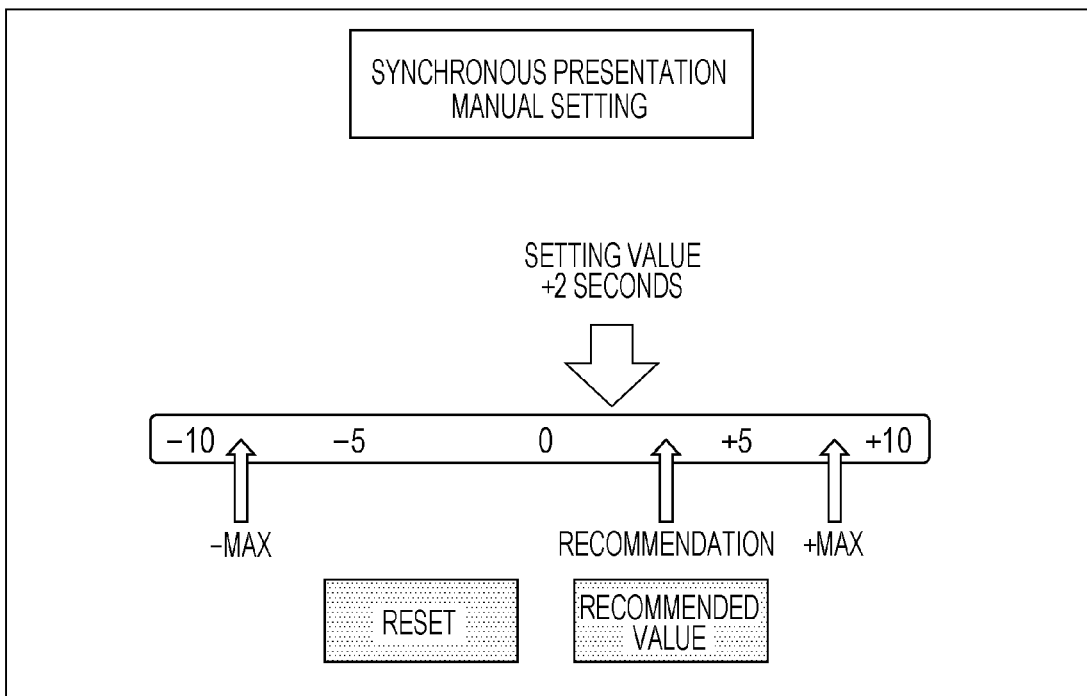 SYNCHRONOUS PRESENTATION
MANUAL SETTING
SETTING VALUE
+2 SECONDS
−10 −5 0 +5 +10
−MAX RECOMMENDATION +MAX
RESET
RECOMMENDED
VALUE